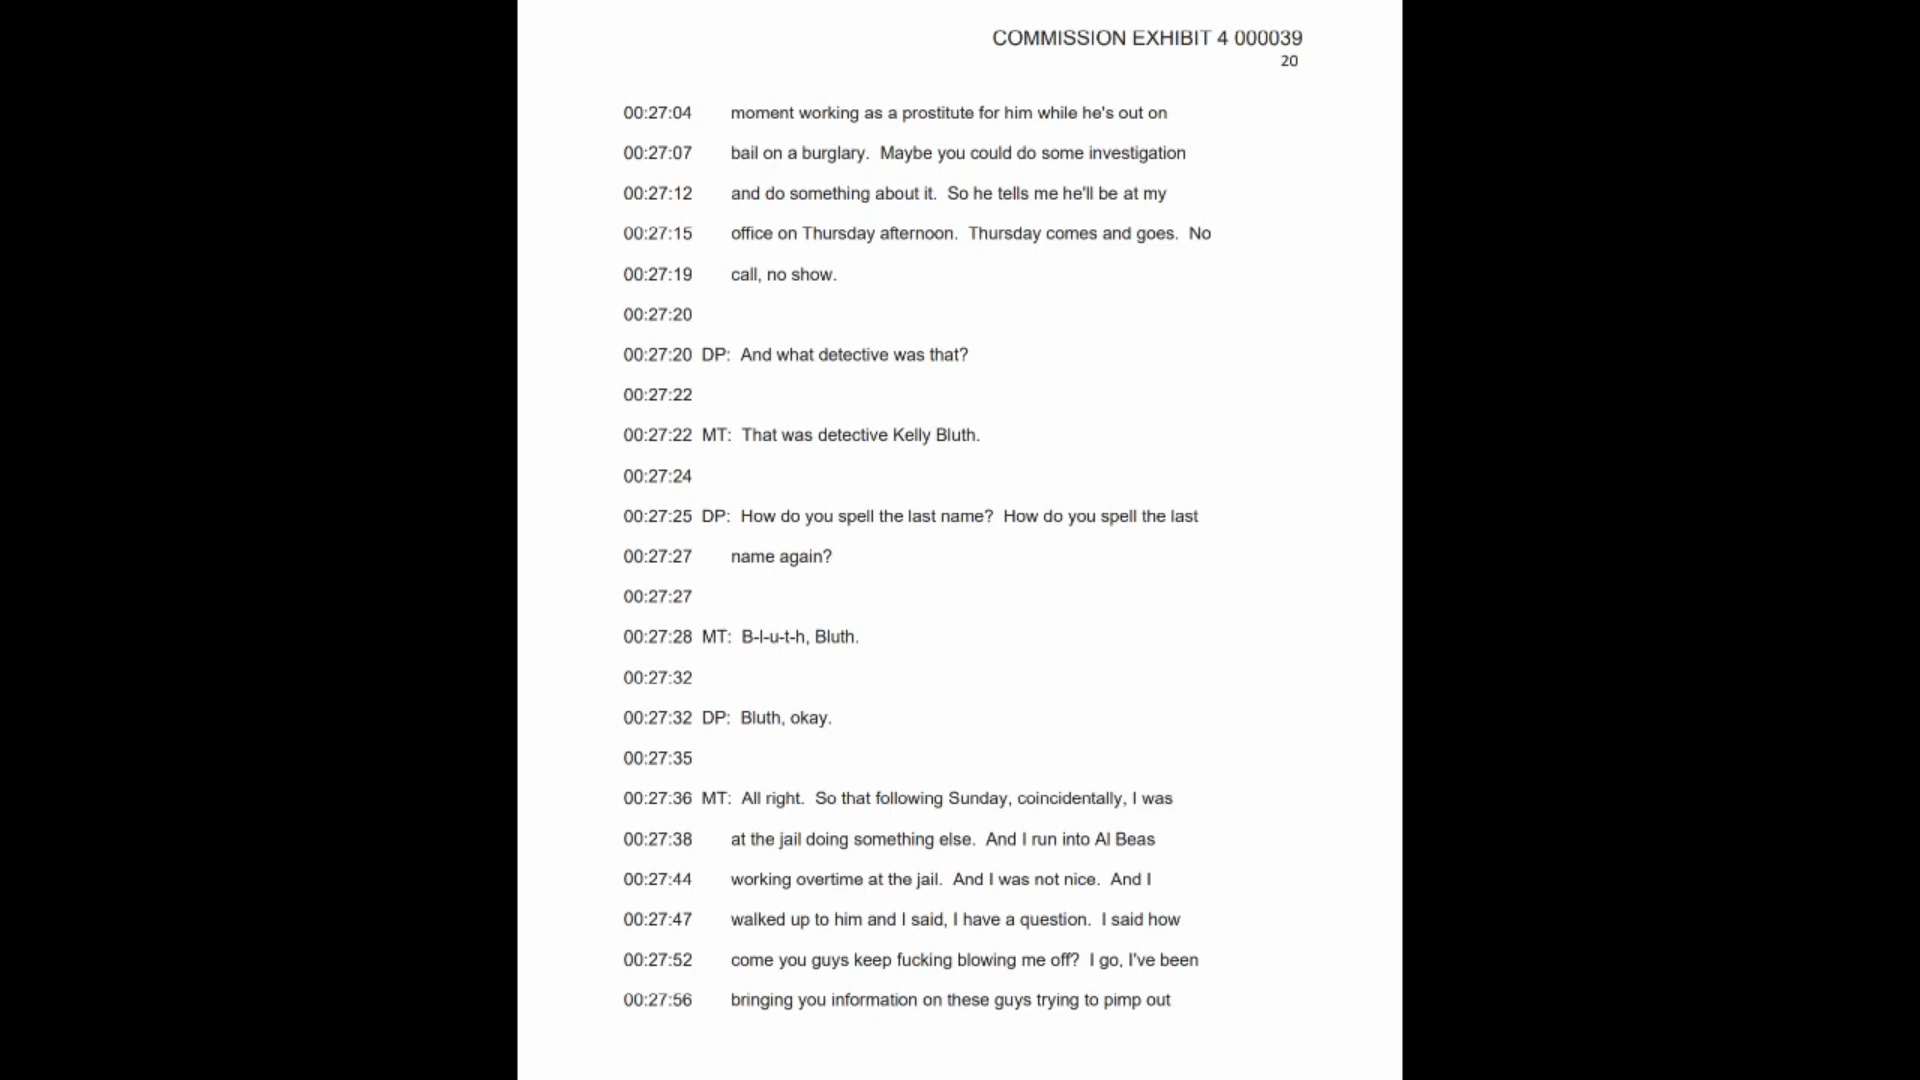 COMMISSION EXHIBIT 4 000039
20
00:27:04 moment working as a prostitute for him while he's out on
00:27:07 bail on a burglary.  Maybe you could do some investigation
00:27:12 and do something about it.  So he tells me he'll be at my
00:27:15 office on Thursday afternoon.  Thursday comes and goes.  No
00:27:19 call, no show.
00:27:20
00:27:20 DP:  And what detective was that?
00:27:22
00:27:22 MT:  That was detective Kelly Bluth.
00:27:24
00:27:25 DP:  How do you spell the last name?  How do you spell the last
00:27:27 name again?
00:27:27
00:27:28 MT:  B-l-u-t-h, Bluth.
00:27:32
00:27:32 DP:  Bluth, okay.
00:27:35
00:27:36 MT:  All right.  So that following Sunday, coincidentally, I was
00:27:38 at the jail doing something else.  And I run into Al Beas
00:27:44 working overtime at the jail.  And I was not nice.  And I
00:27:47 walked up to him and I said, I have a question.  I said how
00:27:52 come you guys keep fucking blowing me off?  I go, I've been
00:27:56 bringing you information on these guys trying to pimp out